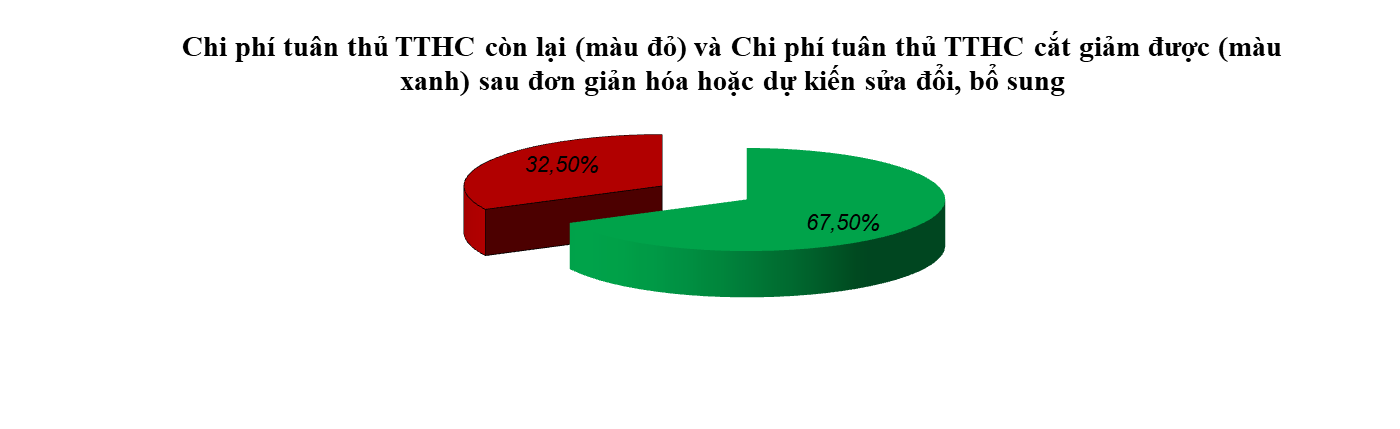 Chi phí tuân thủ TTHC còn lại (màu đỏ) và Chi phí tuân thủ TTHC cắt giảm được (màu
xanh) sau đơn giản hóa hoặc dự kiến sửa đổi, bổ sung
32,50%
67,50%